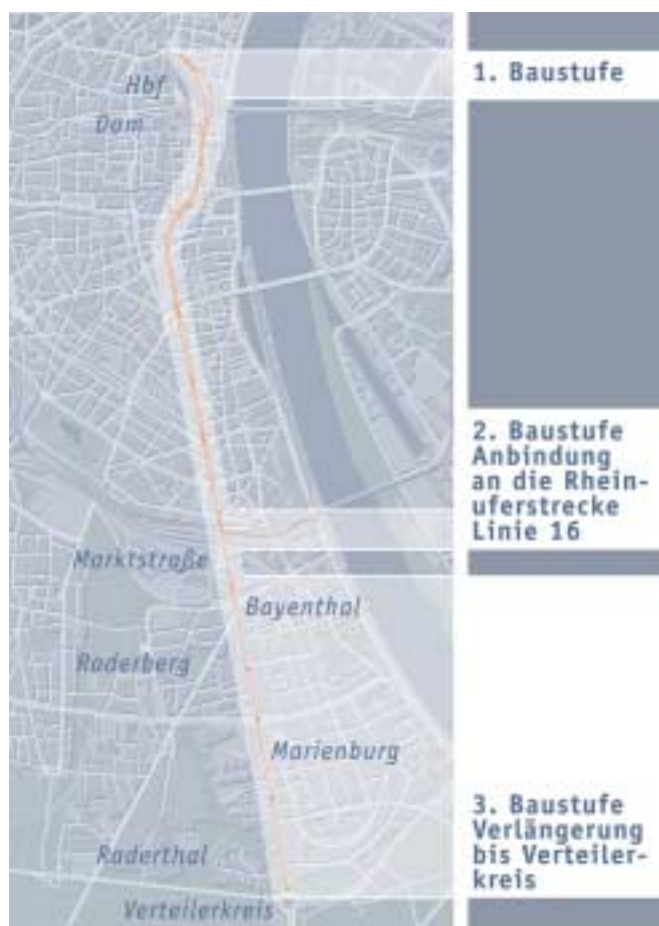 1. Baustufe
Hbf
Dom
2. Baustufe
Anbindung
an die Rhein-
uferstrecke
Linie 16
Marktstraße
Bayenthal
Raderberg
Marienburg
3. Baustufe
Verlängerung
bis Verteiler-
kreis
Raderthal
Verteilerkreis